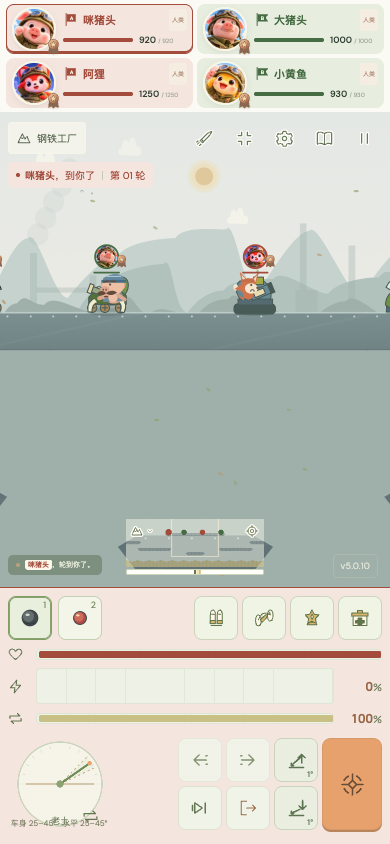 咪猪头
人类
920 / 920
大猪头
人类
1000 / 1000
阿狸
人类
1250 / 1250
小黄鱼
人类
930 / 930
钢铁工厂
咪猪头，到你了 | 第 01 轮
咪猪头，轮到你了。
v5.0.10
1
2
0%
100%
1°
1°
车身 25–45°
水平 25–45°